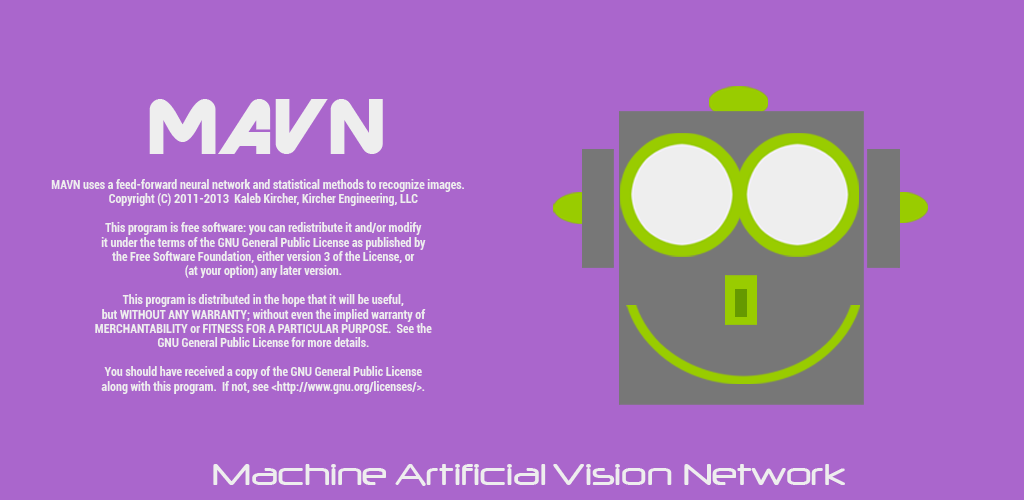 MAVN
MAVN uses a feed-forward neural network and statistical methods to recognize images.
Copyright (C) 2011-2013  Kaleb Kircher, Kircher Engineering, LLC
This program is free software: you can redistribute it and/or modify
it under the terms of the GNU General Public License as published by
the Free Software Foundation, either version 3 of the License, or
(at your option) any later version.
This program is distributed in the hope that it will be useful,
but WITHOUT ANY WARRANTY; without even the implied warranty of
MERCHANTABILITY or FITNESS FOR A PARTICULAR PURPOSE.  See the
GNU General Public License for more details.
You should have received a copy of the GNU General Public License
along with this program.  If not, see <http://www.gnu.org/licenses/>.
Machine Artificial Vision Network